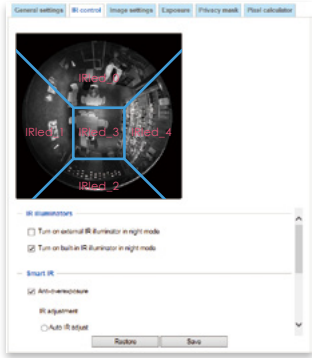 General settings IR control Image settings Exposure Privacy mask Pixel calculator
IRled_1 IRled_3 IRled_4
IRled_2
IR Illuminators
Turn on external IR illuminator in night mode
Turn on built-in IR illuminator in night mode
Smart IR
Anti-overexposure
IR adjustment
Auto IR adjust
Restore Save